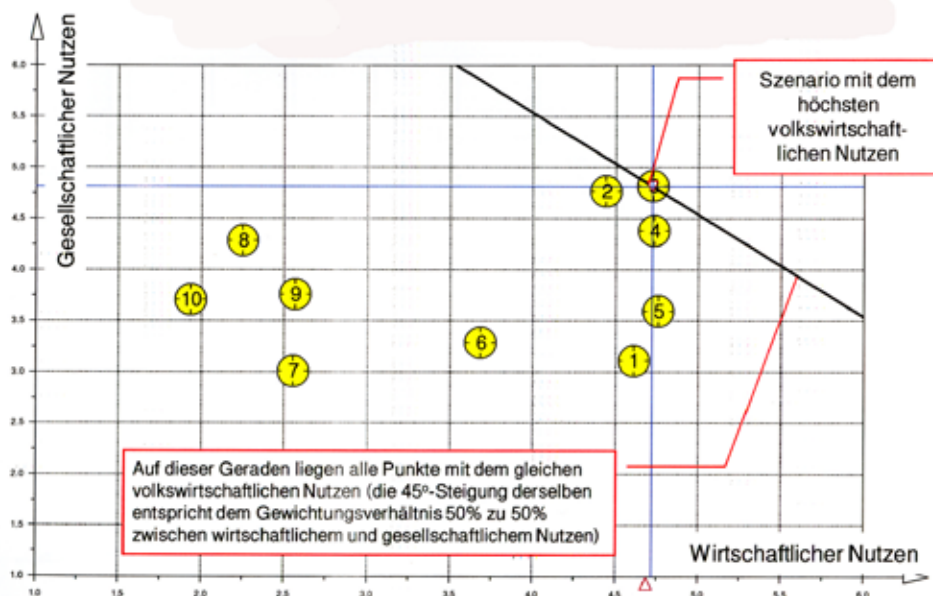 Gesellschaftlicher Nutzen
6.0
5.5
5.0
4.5
4.0
3.5
3.0
2.5
2.0
1.5
1.0
Szenario mit dem
höchsten
volkswirtschaft-
lichen Nutzen
2
3
4
8
9
10
5
6
1
7
Auf dieser Geraden liegen alle Punkte mit dem gleichen
volkswirtschaftlichen Nutzen (die 45º-Steigung derselben
entspricht dem Gewichtungsverhältnis 50% zu 50%
zwischen wirtschaftlichem und gesellschaftlichem Nutzen)
Wirtschaftlicher Nutzen
1.0 1.5 2.0 2.5 3.0 3.5 4.0 4.5 5.0 5.5 6.0